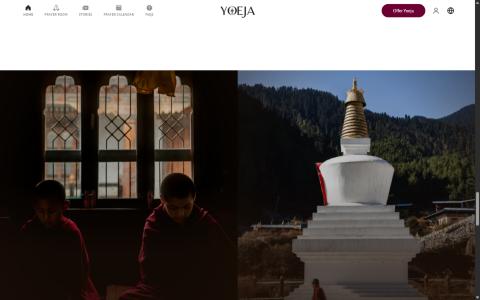 HOME
PRAYER ROOM
STORIES
PRAYER CALENDAR
FAQS
YOEJA
Offer Yoeja